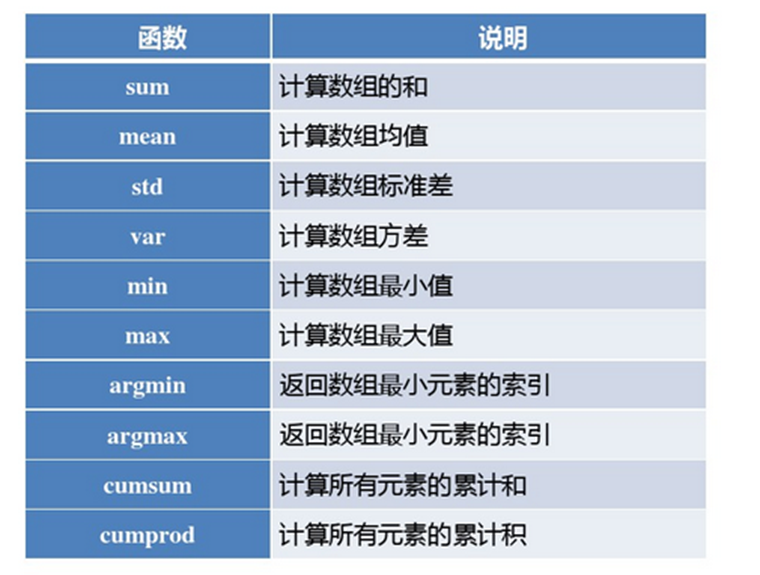 函数 说明
sum 计算数组的和
mean 计算数组均值
std 计算数组标准差
var 计算数组方差
min 计算数组最小值
max 计算数组最大值
argmin 返回数组最小元素的索引
argmax 返回数组最小元素的索引
cumsum 计算所有元素的累计和
cumprod 计算所有元素的累计积